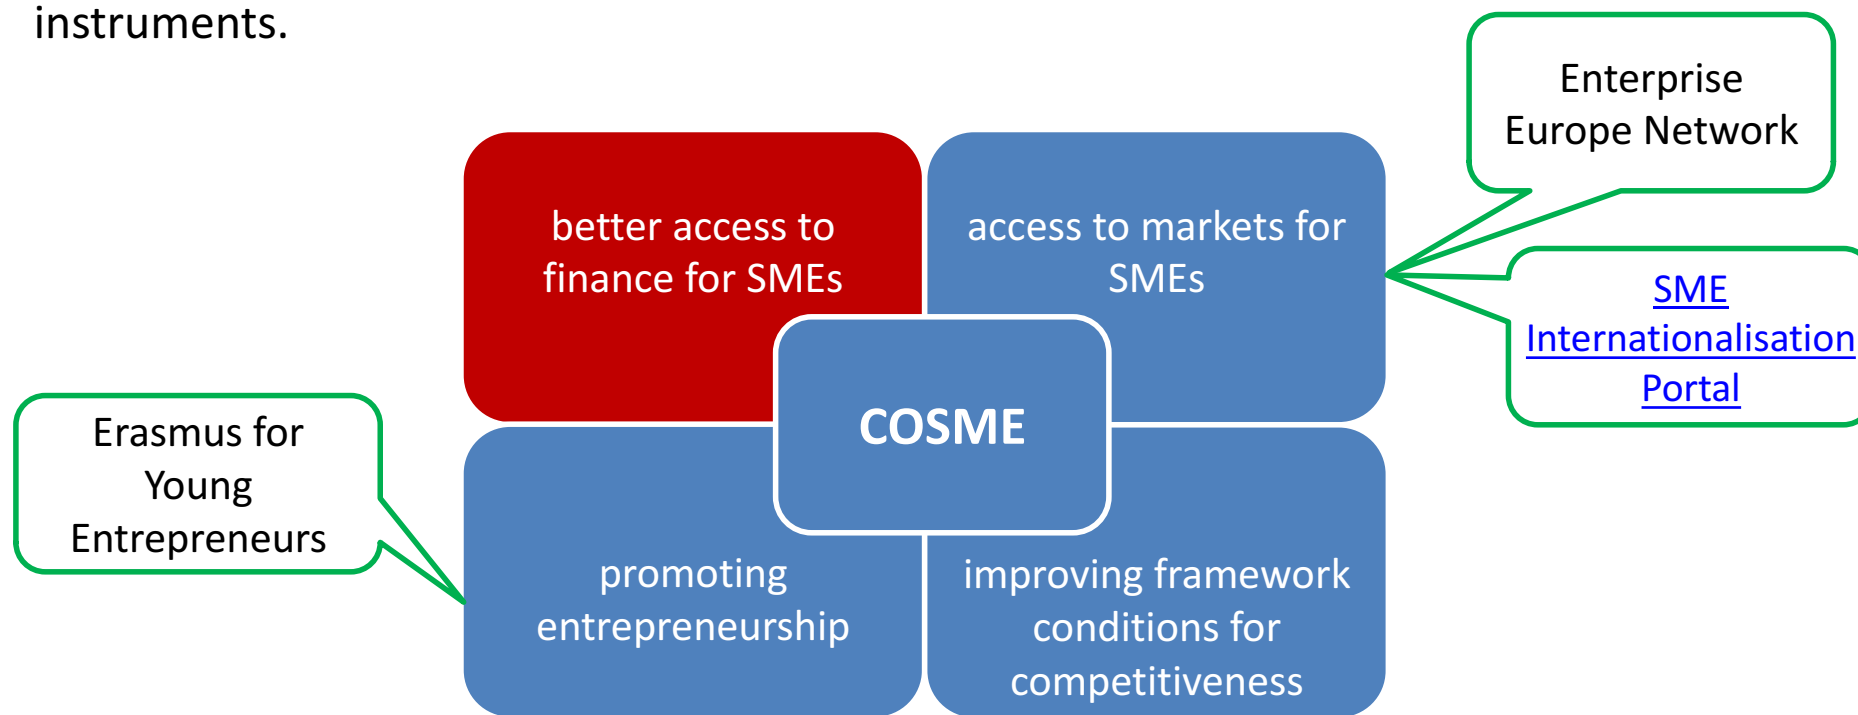 instruments.
Enterprise
Europe Network
better access to
finance for SMEs
access to markets for
SMEs
SME
Internationalisation
Portal
COSME
Erasmus for
Young
Entrepreneurs
promoting
entrepreneurship
improving framework
conditions for
competitiveness